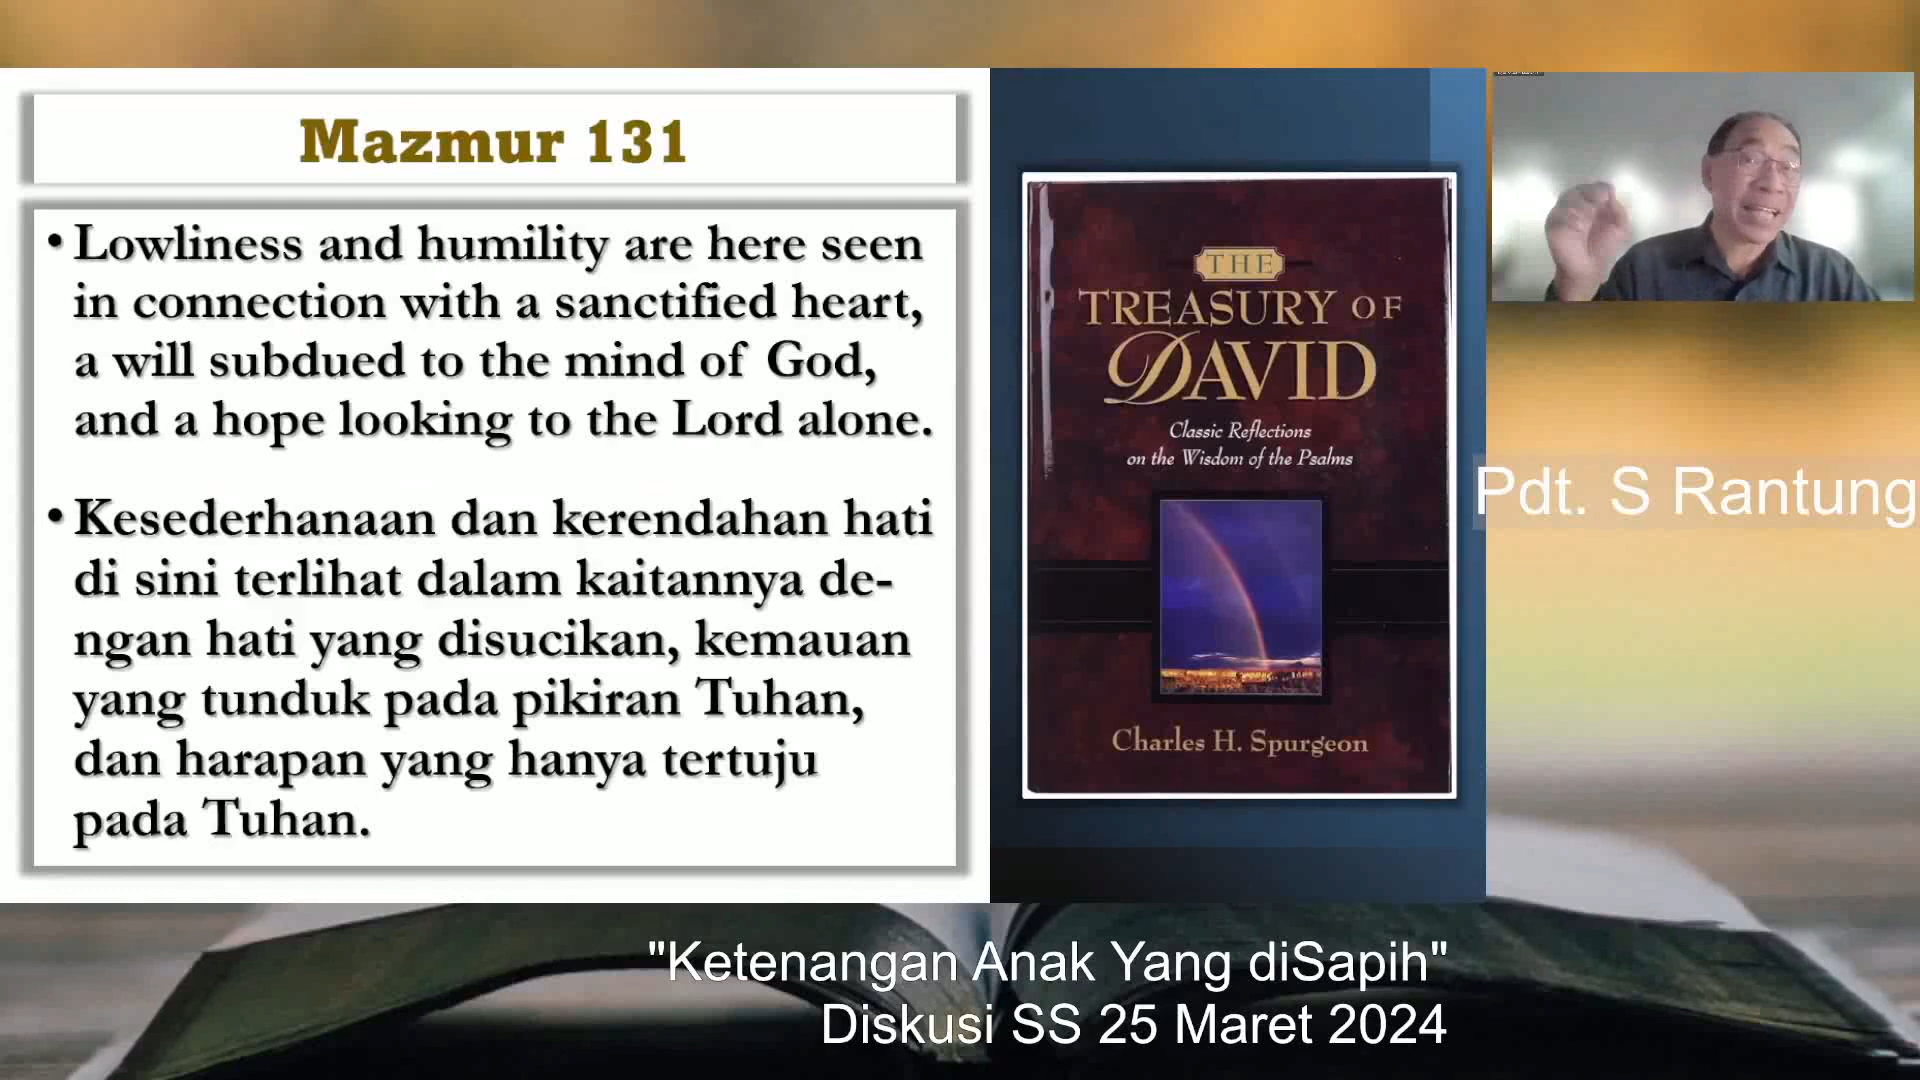 Mazmur 131
• Lowliness and humility are here seen
in connection with a sanctified heart,
a will subdued to the mind of God,
and a hope looking to the Lord alone.
• Kesederhanaan dan kerendahan hati
di sini terlihat dalam kaitannya de-
ngan hati yang disucikan, kemauan
yang tunduk pada pikiran Tuhan,
dan harapan yang hanya tertuju
pada Tuhan.
THE
TREASURY OF
DAVID
Classic Reflections
on the Wisdom of the Psalms
Charles H. Spurgeon
Pdt. S Rantung
"Ketenangan Anak Yang diSapih"
Diskusi SS 25 Maret 2024